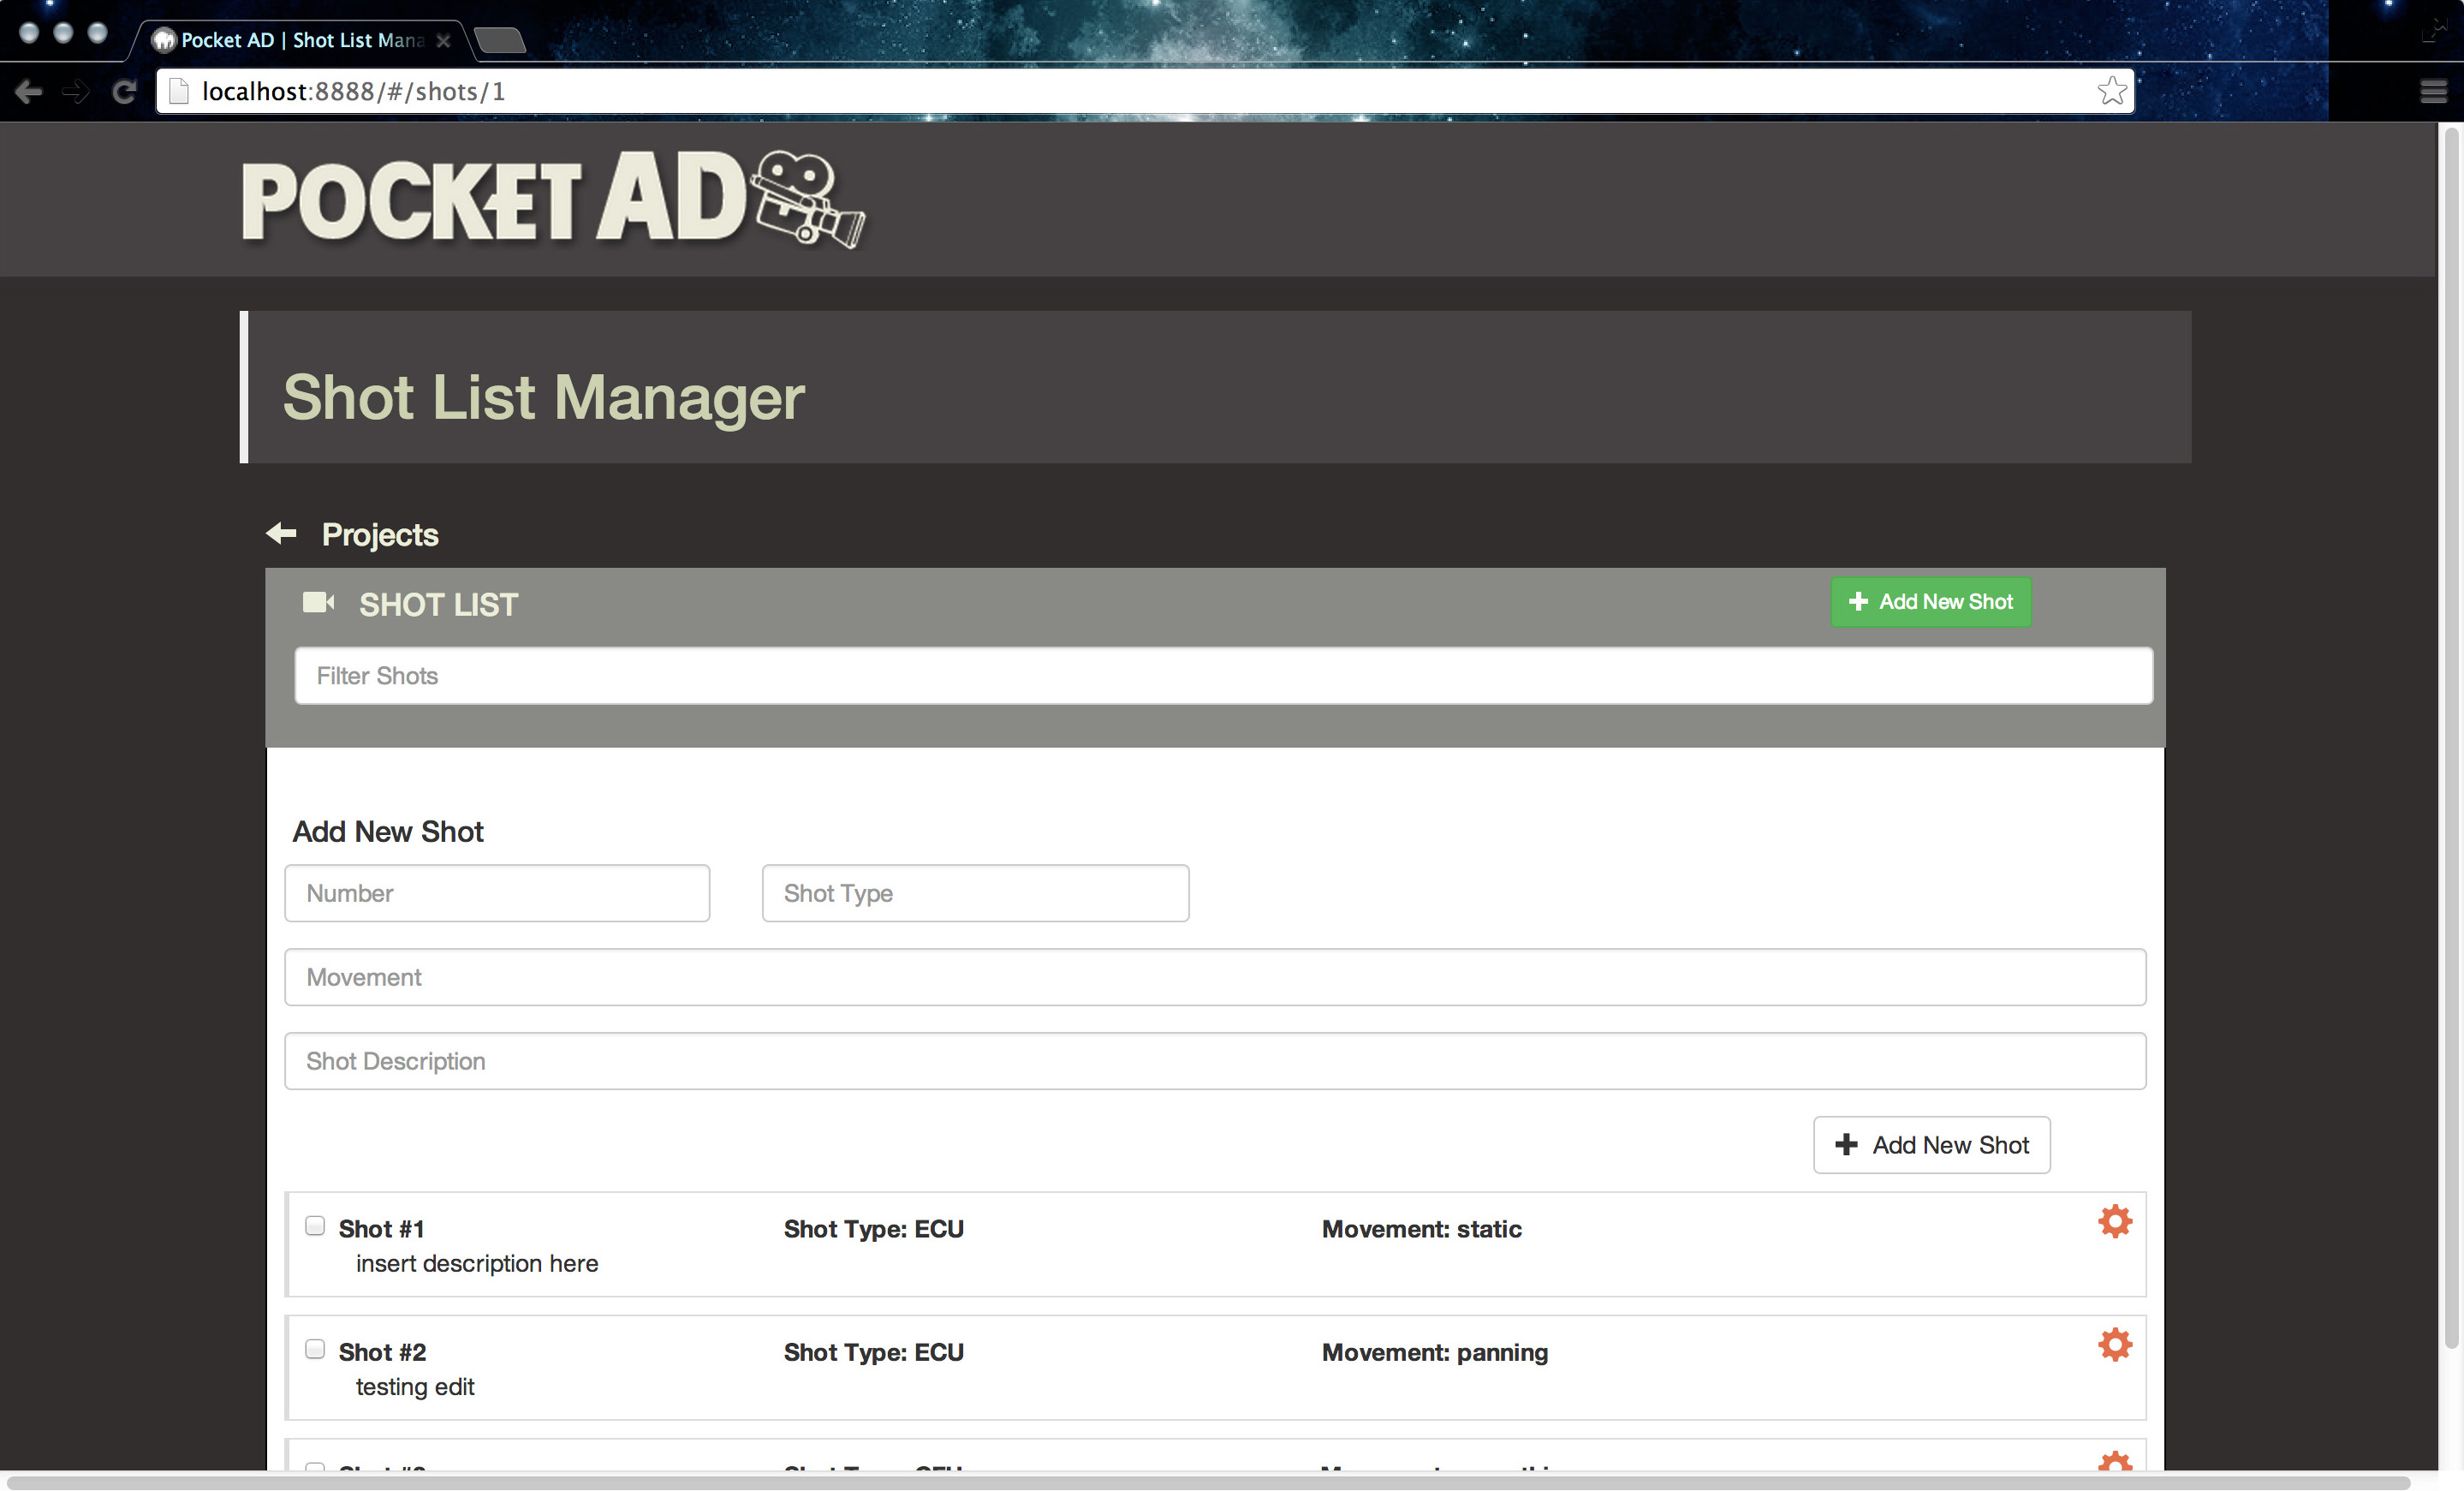 Pocket AD | Shot List Mana
localhost:8888/#/shots/1
POCKET AD
Shot List Manager
Projects
SHOT LIST
Add New Shot
Filter Shots
Add New Shot
Number
Shot Type
Movement
Shot Description
Add New Shot
Shot #1
Shot Type: ECU
Movement: static
insert description here
Shot #2
Shot Type: ECU
Movement: panning
testing edit